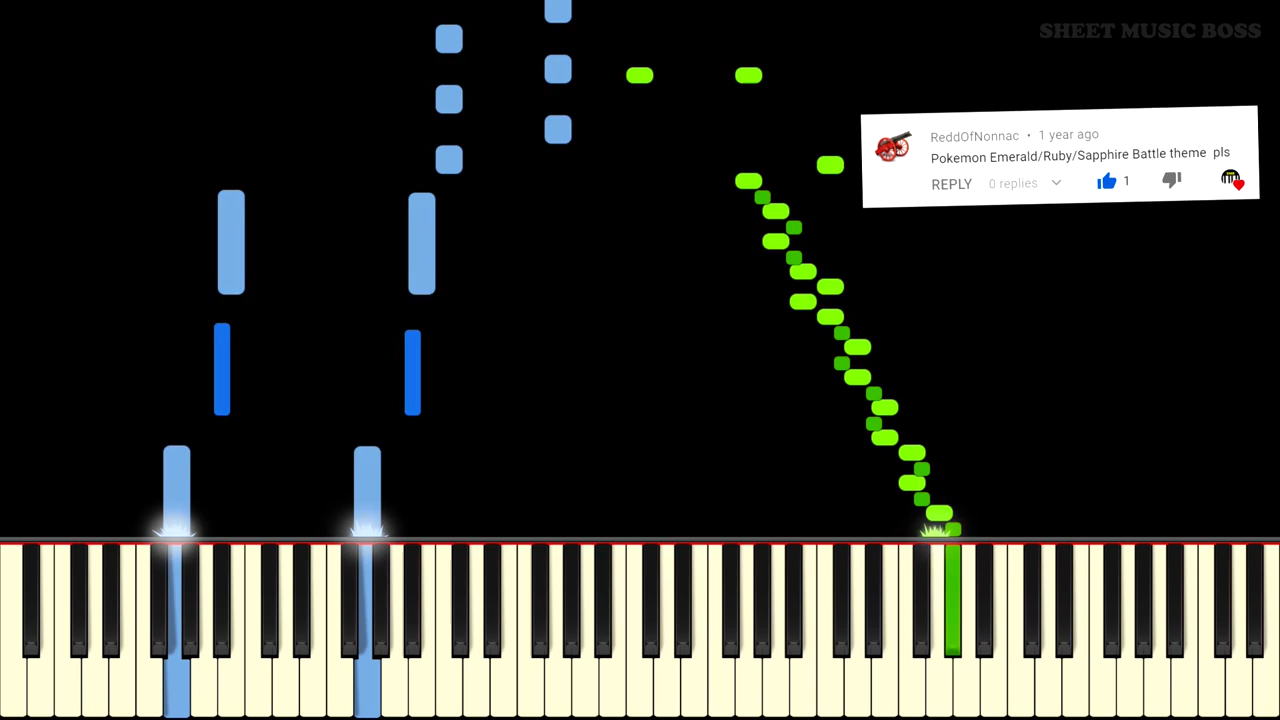 SHEET MUSIC BOSS
ReddOfNonnac • 1 year ago
Pokemon Emerald/Ruby/Sapphire Battle theme pls
REPLY 0 replies 1